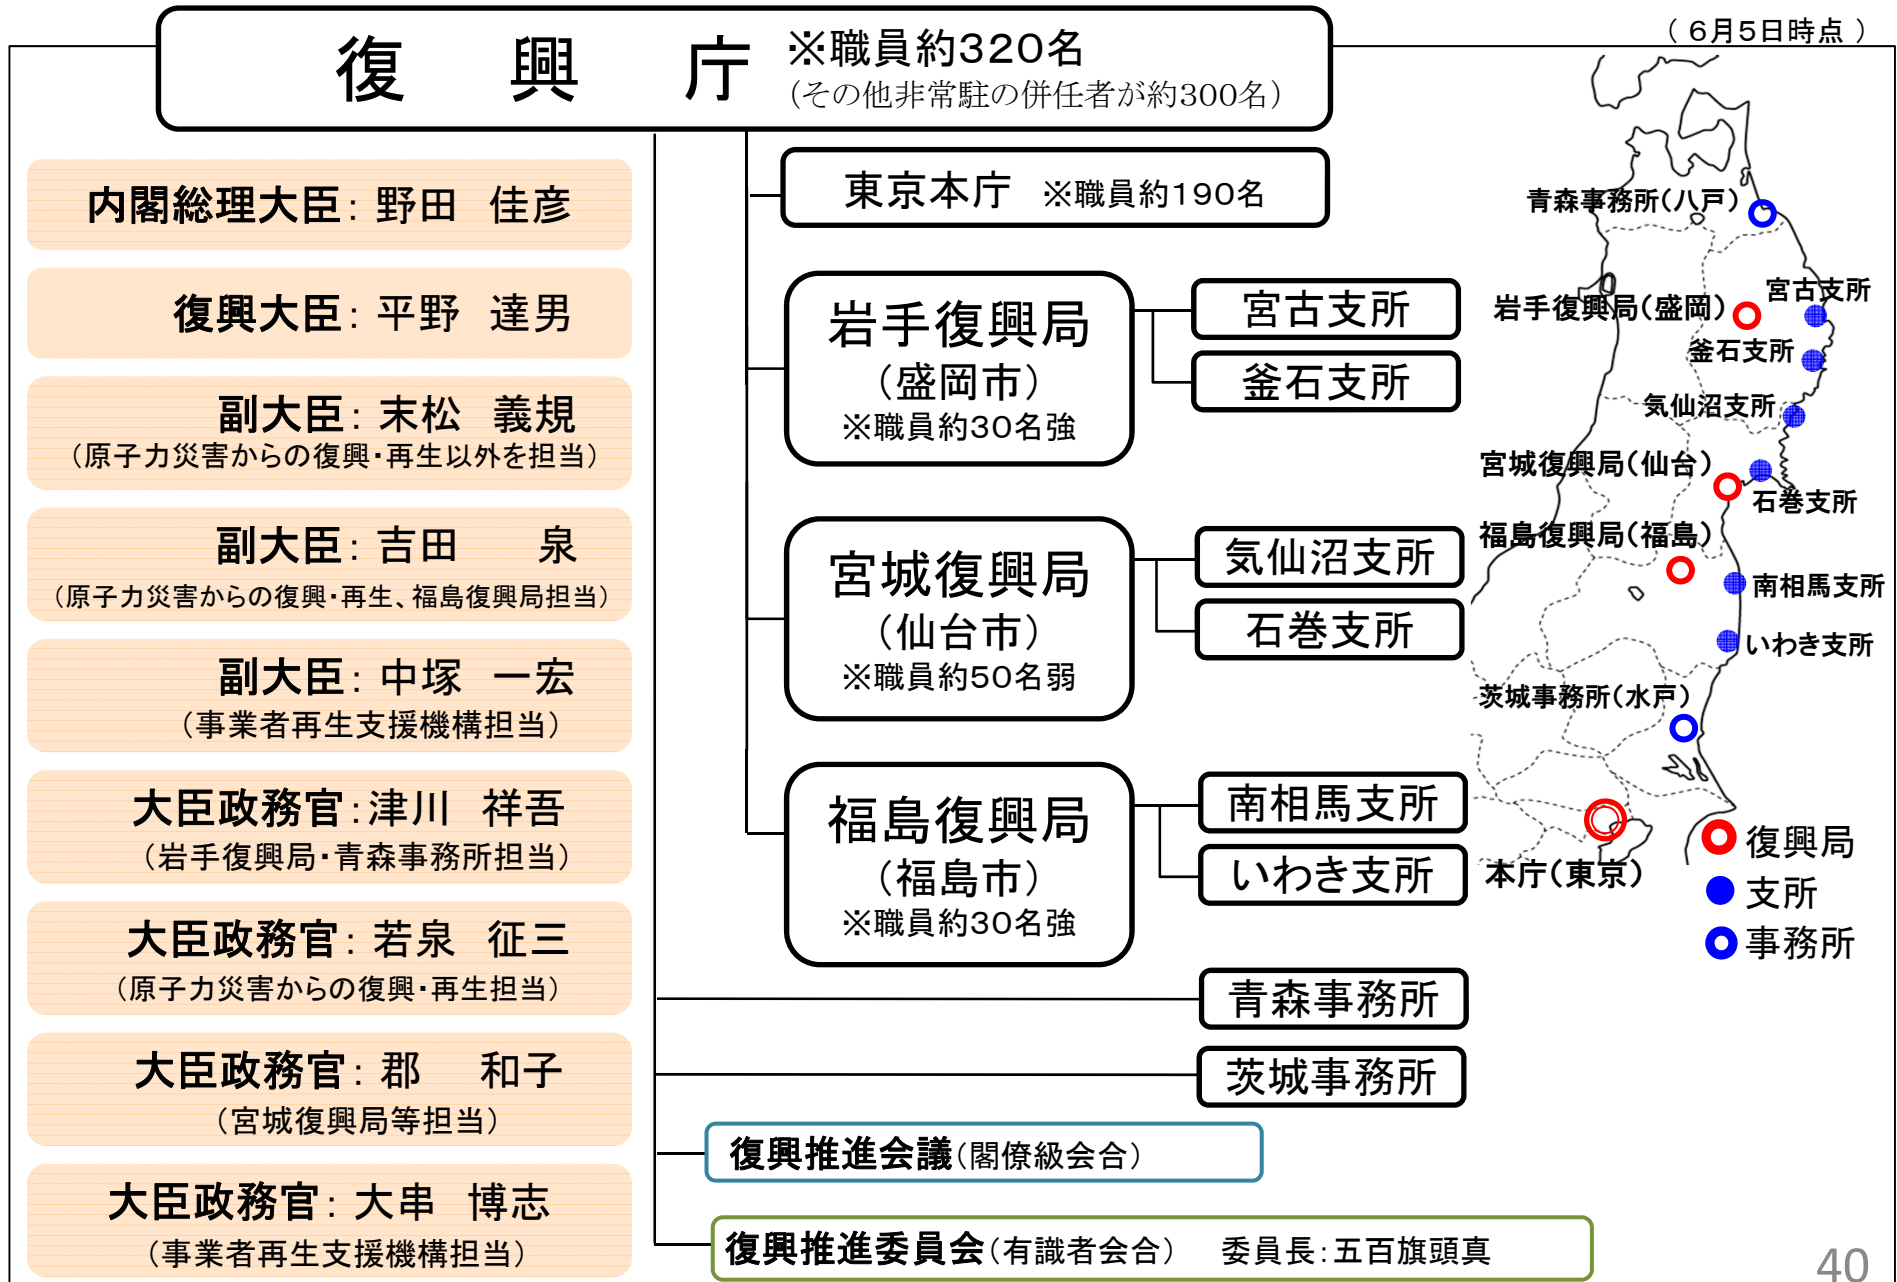 (6月5日時点)
復興庁 ※職員約320名
(その他非常駐の併任者が約300名)
内閣総理大臣：野田 佳彦
復興大臣：平野 達男
副大臣：末松 義規
(原子力災害からの復興・再生以外を担当)
副大臣：吉田 泉
(原子力災害からの復興・再生、福島復興局担当)
副大臣：中塚 一宏
(事業者再生支援機構担当)
大臣政務官：津川 祥吾
(岩手復興局・青森事務所担当)
大臣政務官：若泉 征三
(原子力災害からの復興・再生担当)
大臣政務官：郡 和子
(宮城復興局等担当)
大臣政務官：大串 博志
(事業者再生支援機構担当)
東京本庁 ※職員約190名
岩手復興局
(盛岡市)
※職員約30名強
宮古支所
釜石支所
宮城復興局
(仙台市)
※職員約50名弱
気仙沼支所
石巻支所
福島復興局
(福島市)
※職員約30名強
南相馬支所
いわき支所
青森事務所
茨城事務所
復興推進会議(閣僚級会合)
復興推進委員会(有識者会合) 委員長：五百旗頭真
青森事務所(八戸)
宮古支所
岩手復興局(盛岡)
釜石支所
気仙沼支所
宮城復興局(仙台)
石巻支所
福島復興局(福島)
南相馬支所
いわき支所
茨城事務所(水戸)
本庁(東京)
復興局
支所
事務所
40